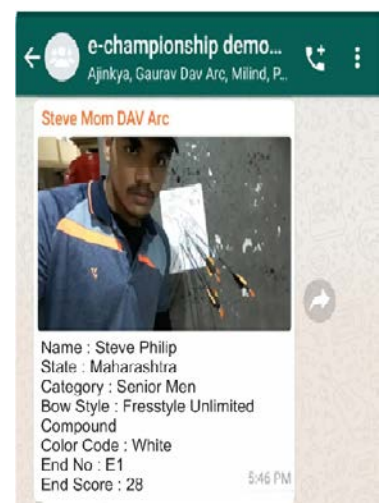 e-championship demo...
Ajinkya, Gaurav Dav Arc, Milind, P...
Steve Mom DAV Arc
Name : Steve Philip
State : Maharashtra
Category : Senior Men
Bow Style : Fresstyle Unlimited
Compound
Color Code : White
End No : E1
End Score : 28
5:46 PM